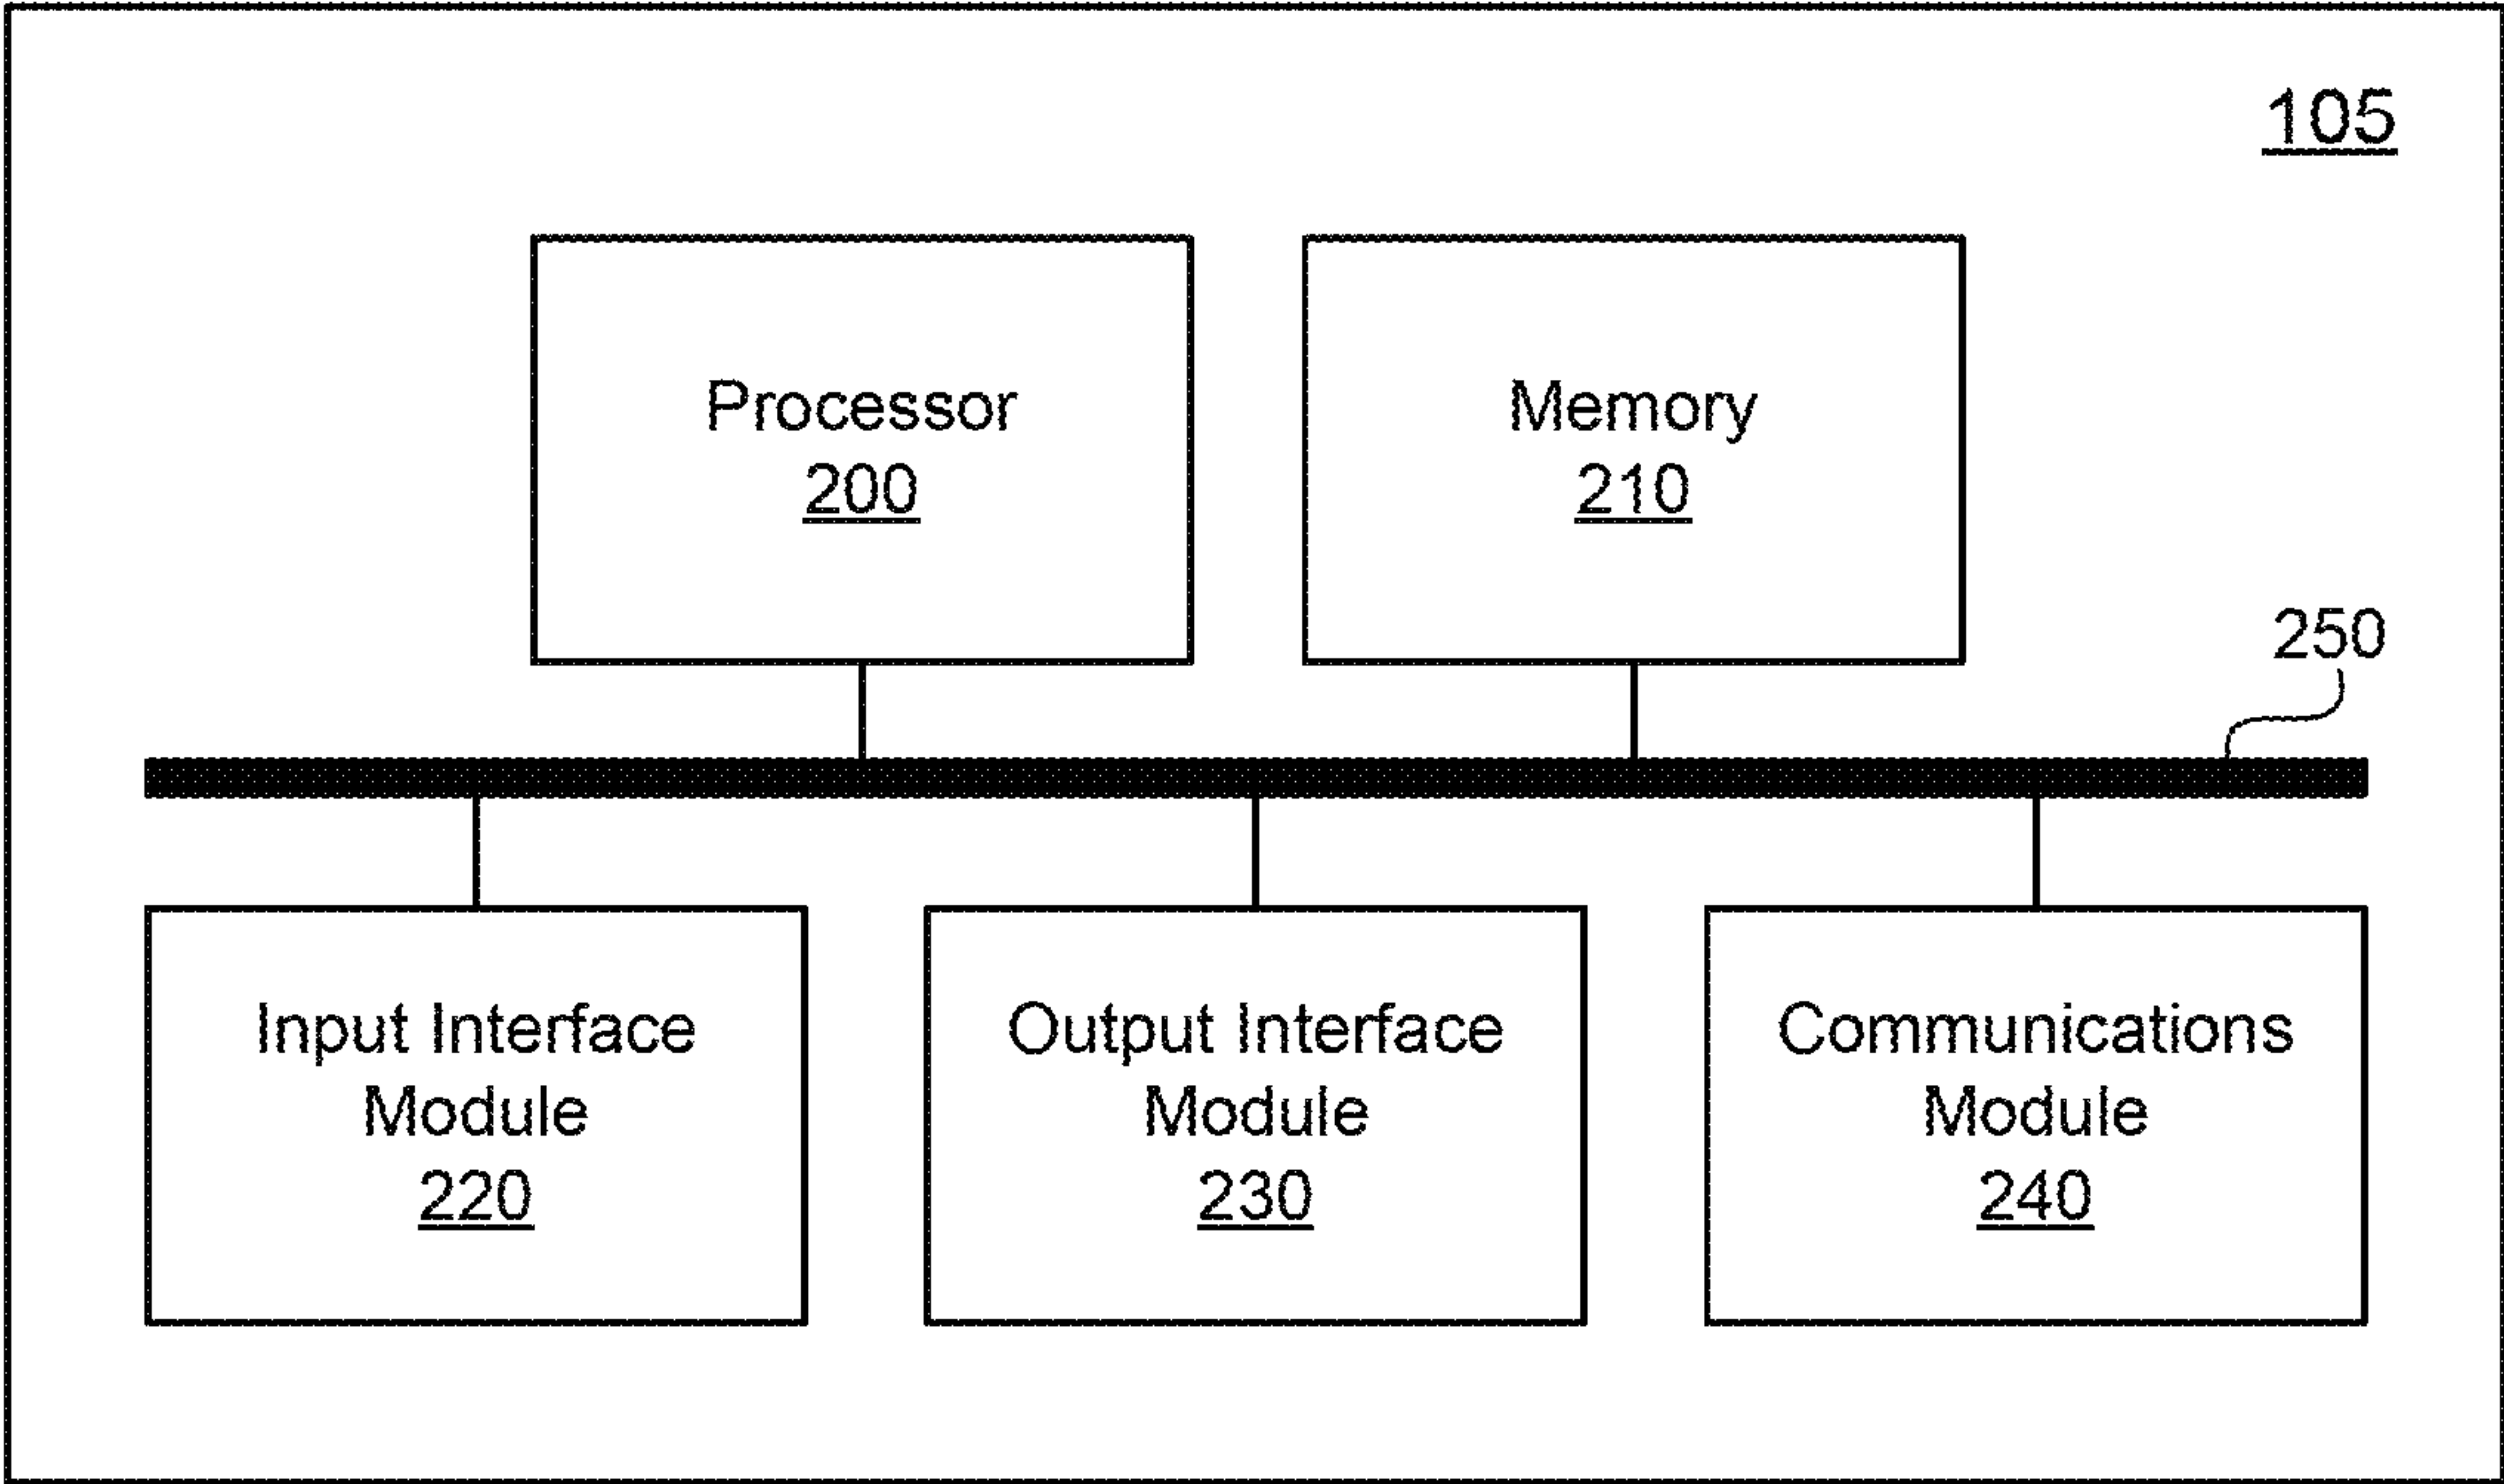 105
Processor
200
Memory
210
250
Input Interface
Module
220
Output Interface
Module
230
Communications
Module
240